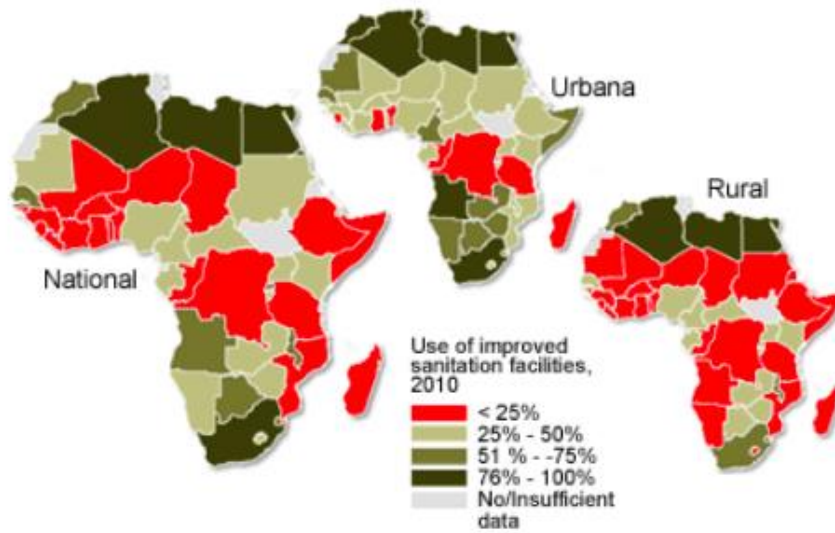 Urbana
Rural
National
Use of improved
sanitation facilities,
2010
< 25%
25% - 50%
51 % - -75%
76% - 100%
No/Insufficient
data